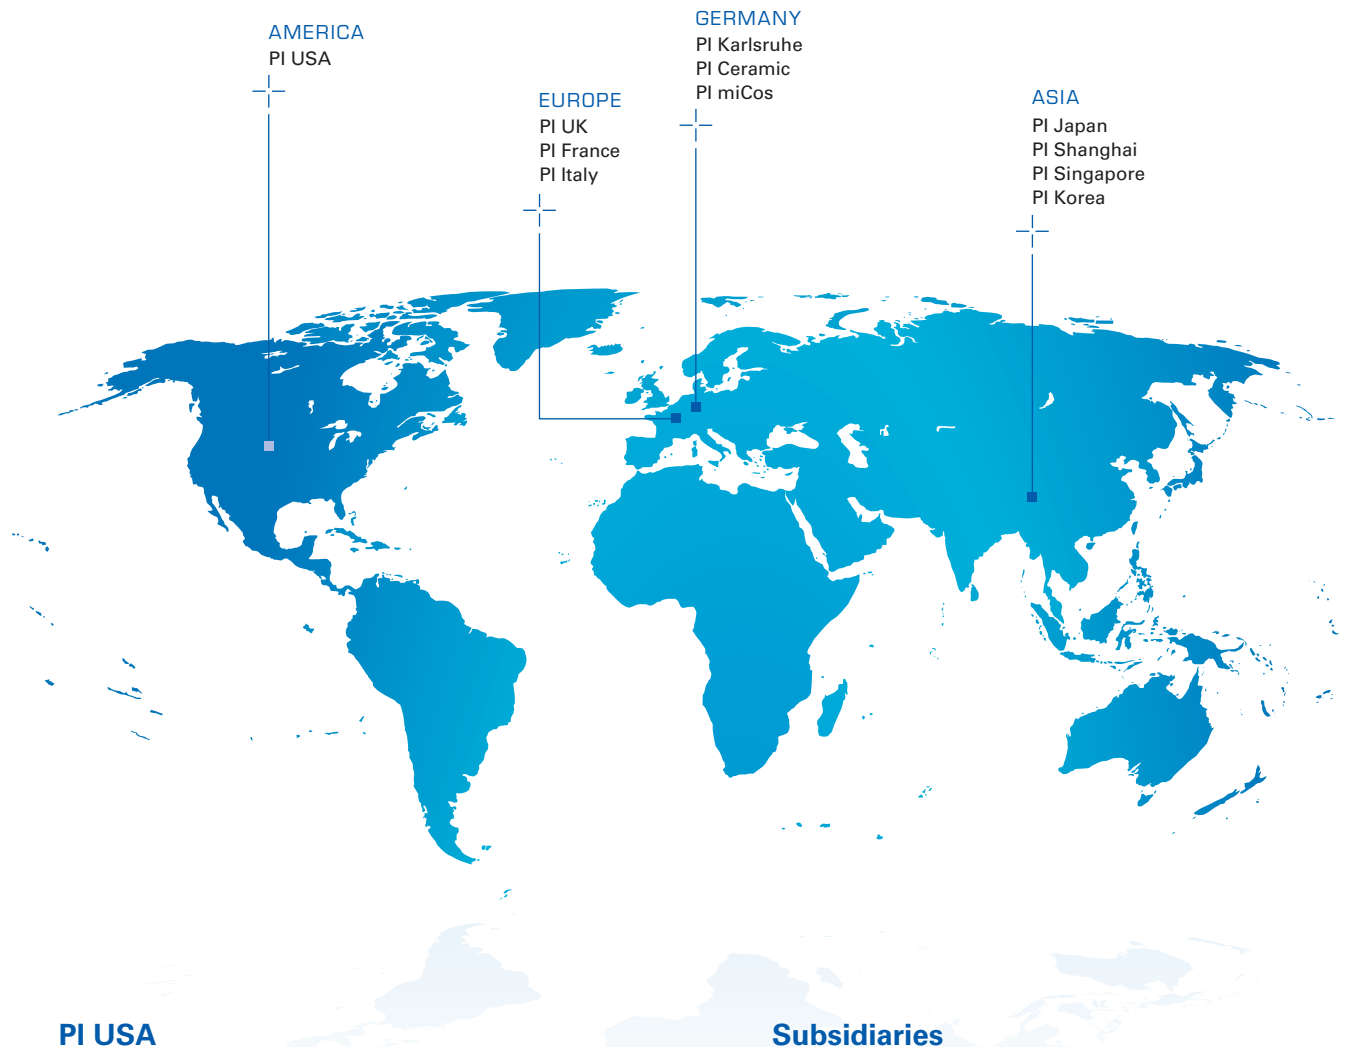 AMERICA
PI USA
EUROPE
PI UK
PI France
PI Italy
GERMANY
PI Karlsruhe
PI Ceramic
PI miCos
ASIA
PI Japan
PI Shanghai
PI Singapore
PI Korea
PI USA
Subsidiaries